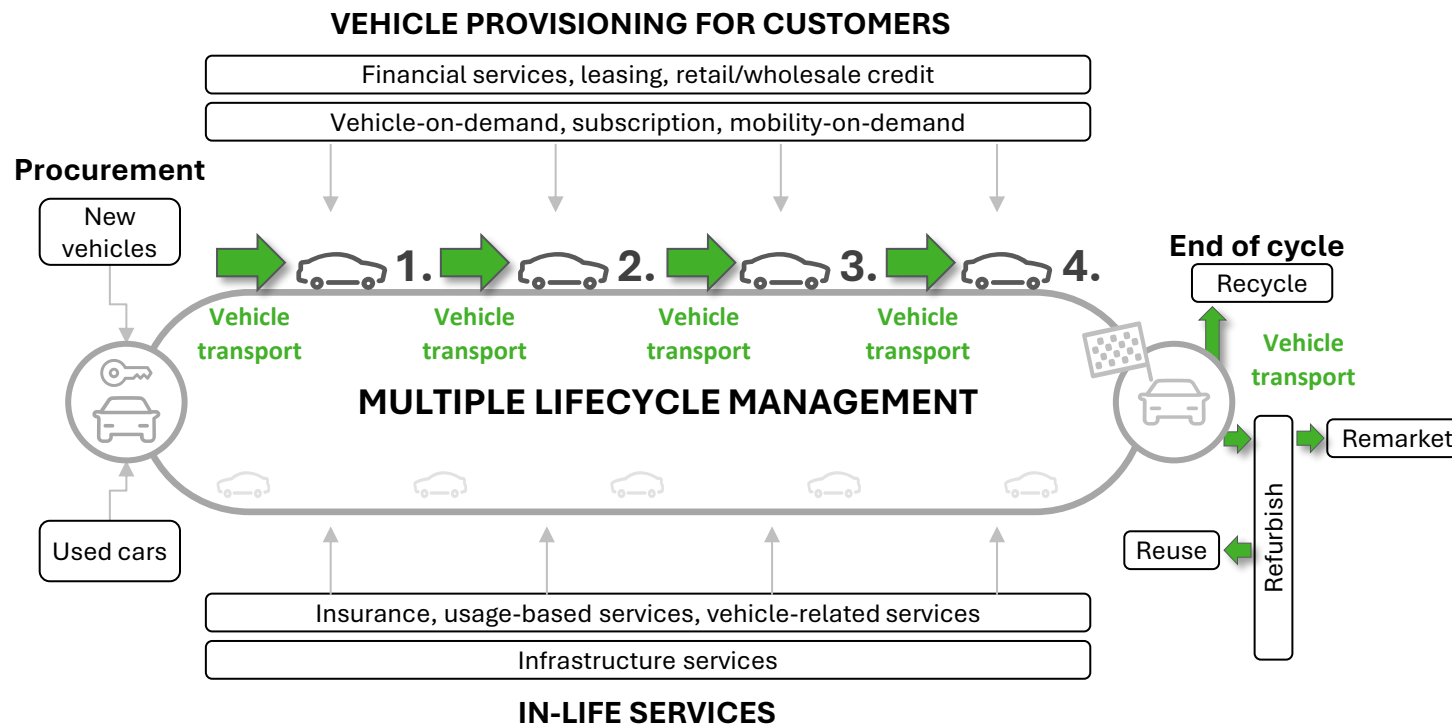 VEHICLE PROVISIONING FOR CUSTOMERS
Financial services, leasing, retail/wholesale credit
Vehicle-on-demand, subscription, mobility-on-demand
Procurement
New
vehicles
1.
2.
3.
4.
End of cycle
Recycle
Vehicle
transport
Vehicle
transport
Vehicle
transport
Vehicle
transport
Vehicle
transport
MULTIPLE LIFECYCLE MANAGEMENT
Remarket
Refurbish
Reuse
Used cars
Insurance, usage-based services, vehicle-related services
Infrastructure services
IN-LIFE SERVICES